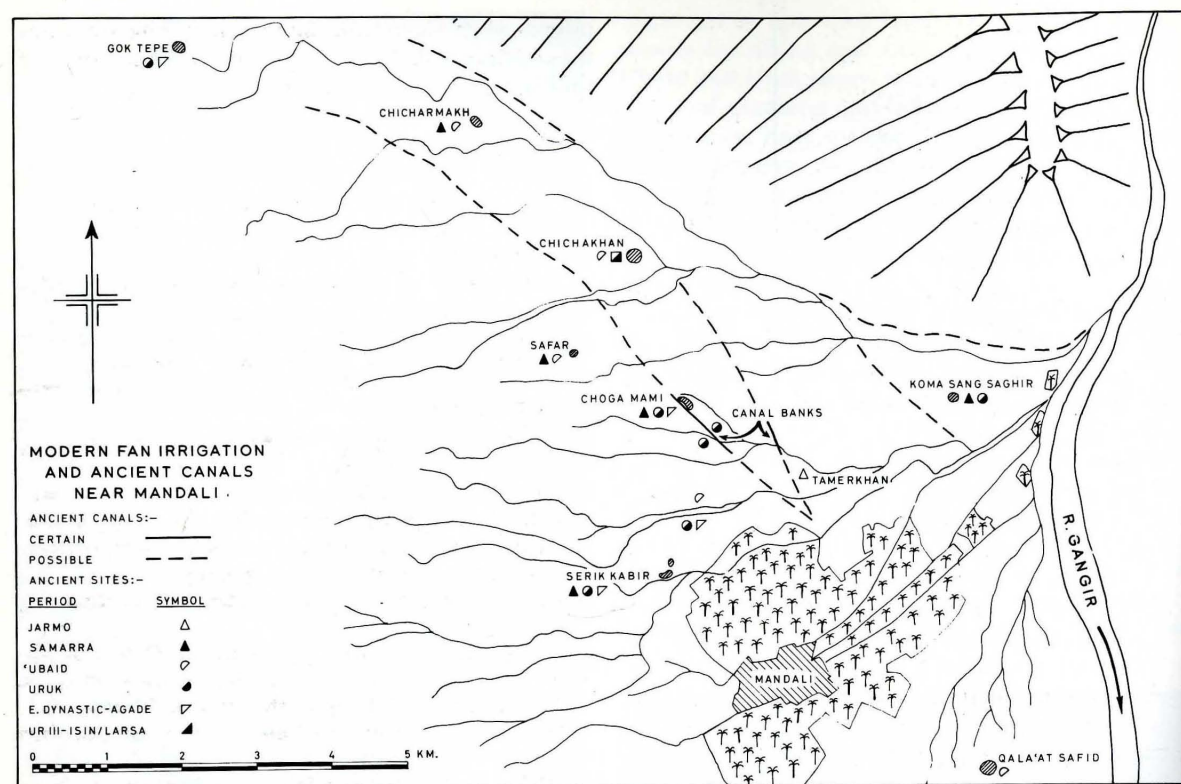 GOK TEPE
CHICHARMAKH
CHICHAKHAN
SAFAR
CHOGA MAMI
CANAL BANKS
KOMA SANG SAGHIR
TAMERKHAN
SERIK KABIR
MANDALI
R. GANGIR
QALA'AT SAFID
MODERN FAN IRRIGATION
AND ANCIENT CANALS
NEAR MANDALI.
ANCIENT CANALS:-
CERTAIN
POSSIBLE
ANCIENT SITES:-
PERIOD SYMBOL
JARMO
SAMARRA
'UBAID
URUK
E. DYNASTIC-AGADE
UR III-ISIN/LARSA
0 1 2 3 4 5 KM.